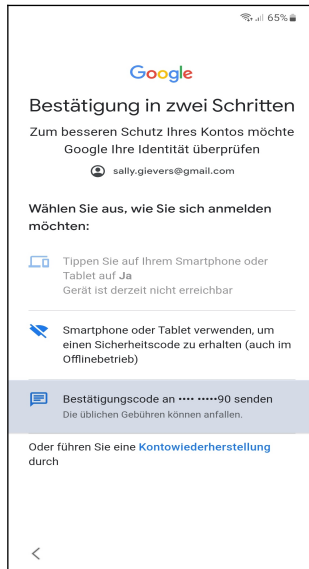 65%
Google
Bestätigung in zwei Schritten
Zum besseren Schutz Ihres Kontos möchte
Google Ihre Identität überprüfen
sally.gievers@gmail.com
Wählen Sie aus, wie Sie sich anmelden
möchten:
Tippen Sie auf Ihrem Smartphone oder
Tablet auf Ja
Gerät ist derzeit nicht erreichbar
Smartphone oder Tablet verwenden, um
einen Sicherheitscode zu erhalten (auch im
Offlinebetrieb)
Bestätigungscode an •••• •••••90 senden
Die üblichen Gebühren können anfallen.
Oder führen Sie eine Kontowiederherstellung
durch